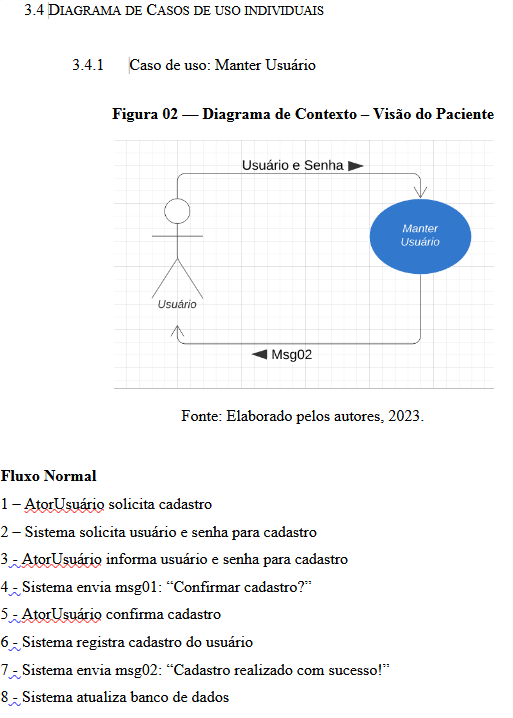 3.4 DIAGRAMA DE CASOS DE USO INDIVIDUAIS
3.4.1 Caso de uso: Manter Usuário
Figura 02 — Diagrama de Contexto – Visão do Paciente
Usuário e Senha
Manter
Usuário
Usuário
Msg02
Fonte: Elaborado pelos autores, 2023.
Fluxo Normal
1 – AtorUsuário solicita cadastro
2 – Sistema solicita usuário e senha para cadastro
3 - AtorUsuário informa usuário e senha para cadastro
4 - Sistema envia msg01: “Confirmar cadastro?”
5 - AtorUsuário confirma cadastro
6 - Sistema registra cadastro do usuário
7 - Sistema envia msg02: “Cadastro realizado com sucesso!”
8 - Sistema atualiza banco de dados